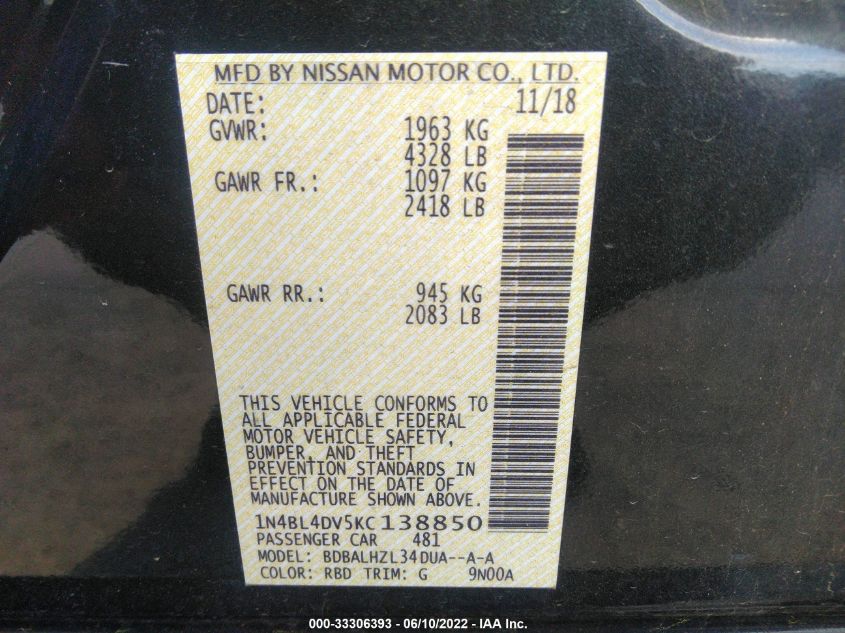 MFD BY NISSAN MOTOR CO., LTD.
DATE: 11/18
GVWR: 1963 KG
4328 LB
GAWR FR.: 1097 KG
2418 LB
GAWR RR.: 945 KG
2083 LB
THIS VEHICLE CONFORMS TO
ALL APPLICABLE FEDERAL
MOTOR VEHICLE SAFETY,
BUMPER, AND THEFT
PREVENTION STANDARDS IN
EFFECT ON THE DATE OF
MANUFACTURE SHOWN ABOVE.
1N4BL4DV5KC138850
PASSENGER CAR 481
MODEL: BDBALHZL34DUA--A-A
COLOR: RBD TRIM: G 9N00A
000-33306393 - 06/10/2022 - IAA Inc.